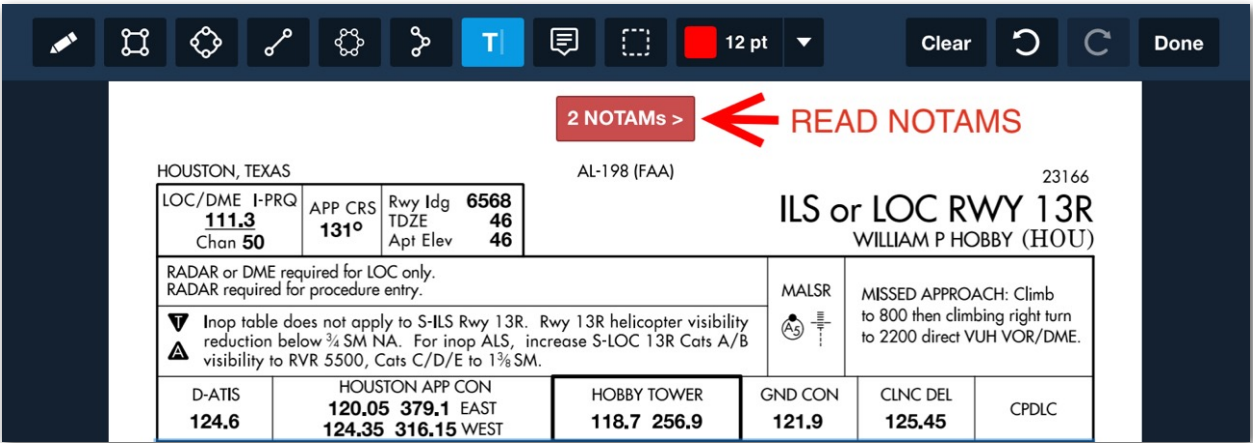 T 12 pt Clear Done
2 NOTAMs > READ NOTAMS
HOUSTON, TEXAS AL-198 (FAA) 23166
LOC/DME I-PRQ
111.3
Chan 50
APP CRS
131°
Rwy ldg 6568
TDZE 46
Apt Elev 46
ILS or LOC RWY 13R
WILLIAM P HOBBY (HOU)
RADAR or DME required for LOC only.
RADAR required for procedure entry.
T Inop table does not apply to S-ILS Rwy 13R. Rwy 13R helicopter visibility
reduction below ¾ SM NA. For inop ALS, increase S-LOC 13R Cats A/B
A visibility to RVR 5500, Cats C/D/E to 1⅜ SM.
MALSR
A5
MISSED APPROACH: Climb
to 800 then climbing right turn
to 2200 direct VUH VOR/DME.
D-ATIS
124.6
HOUSTON APP CON
120.05 379.1 EAST
124.35 316.15 WEST
HOBBY TOWER
118.7 256.9
GND CON
121.9
CLNC DEL
125.45
CPDLC